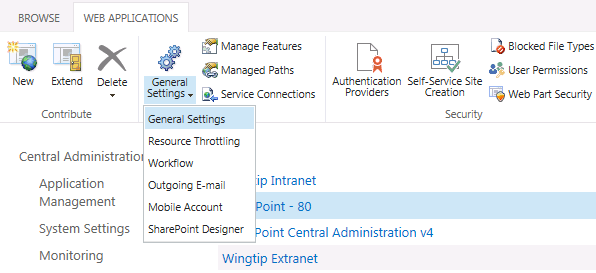 BROWSE WEB APPLICATIONS
New
Extend
Delete
General Settings
Manage Features
Managed Paths
Service Connections
Authentication Providers
Self-Service Site Creation
Blocked File Types
User Permissions
Web Part Security
Contribute
Security
General Settings
Resource Throttling
Workflow
Outgoing E-mail
Mobile Account
SharePoint Designer
Central Administration
Application Management
System Settings
Monitoring
tip Intranet
Point - 80
Point Central Administration v4
Wingtip Extranet